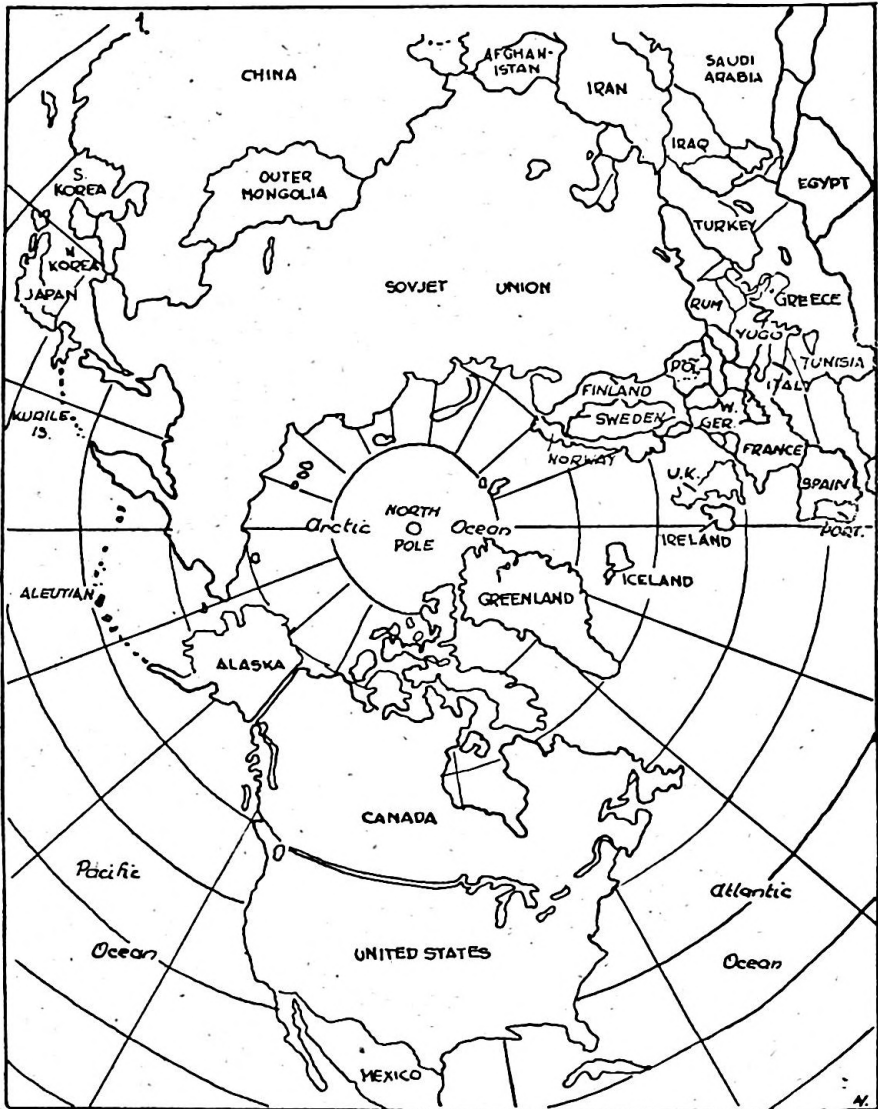 1.
CHINA
AFGHAN-
ISTAN
IRAN
SAUDI
ARABIA
IRAQ
EGYPT
S.
KOREA
OUTER
MONGOLIA
N
KOREA
JAPAN
TURKEY
SOVJET UNION
RUM
GREECE
YUGO
TUNISIA
POL
ITALY
FINLAND
SWEDEN
W.
GER.
KURILE
IS.
NORWAY
FRANCE
U.K.
SPAIN
NORTH
POLE
Arctic Ocean
PORT.
IRELAND
ICELAND
GREENLAND
ALEUTIAN
ALASKA
CANADA
Pacific
Ocean
Atlantic
Ocean
UNITED STATES
MEXICO